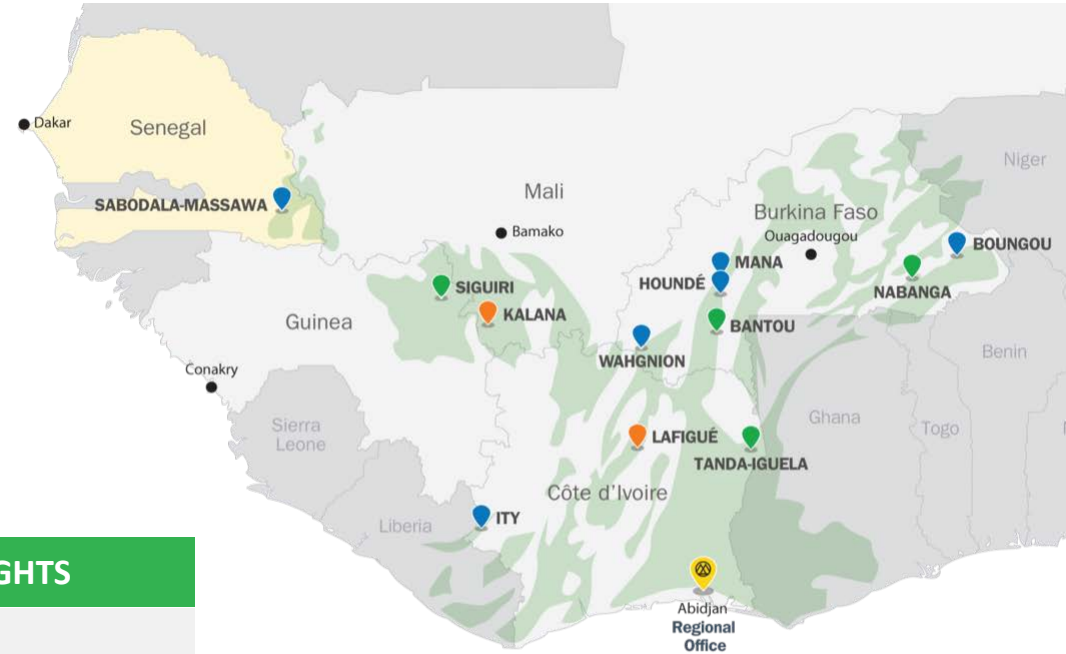 Dakar
Senegal
Niger
SABODALA-MASSAWA
Mali
Burkina Faso
Bamako
Ouagadougou
BOUNGOU
MANA
HOUNDÉ
NABANGA
SIGUIRI
KALANA
Guinea
BANTOU
WAHGNION
Benin
Conakry
Sierra
Leone
Ghana
Togo
LAFIGUÉ
TANDA-IGUELA
Côte d'Ivoire
ITY
Liberia
GHTS
Abidjan
Regional
Office